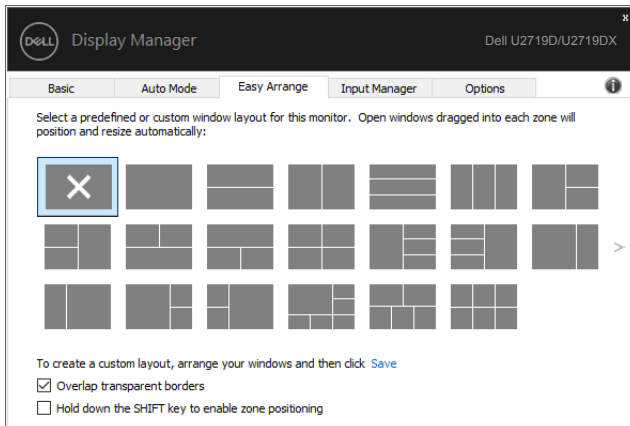 x
DELL Display Manager Dell U2719D/U2719DX
Basic Auto Mode Easy Arrange Input Manager Options i
Select a predefined or custom window layout for this monitor. Open windows dragged into each zone will
position and resize automatically:
>
To create a custom layout, arrange your windows and then click Save
Overlap transparent borders
Hold down the SHIFT key to enable zone positioning